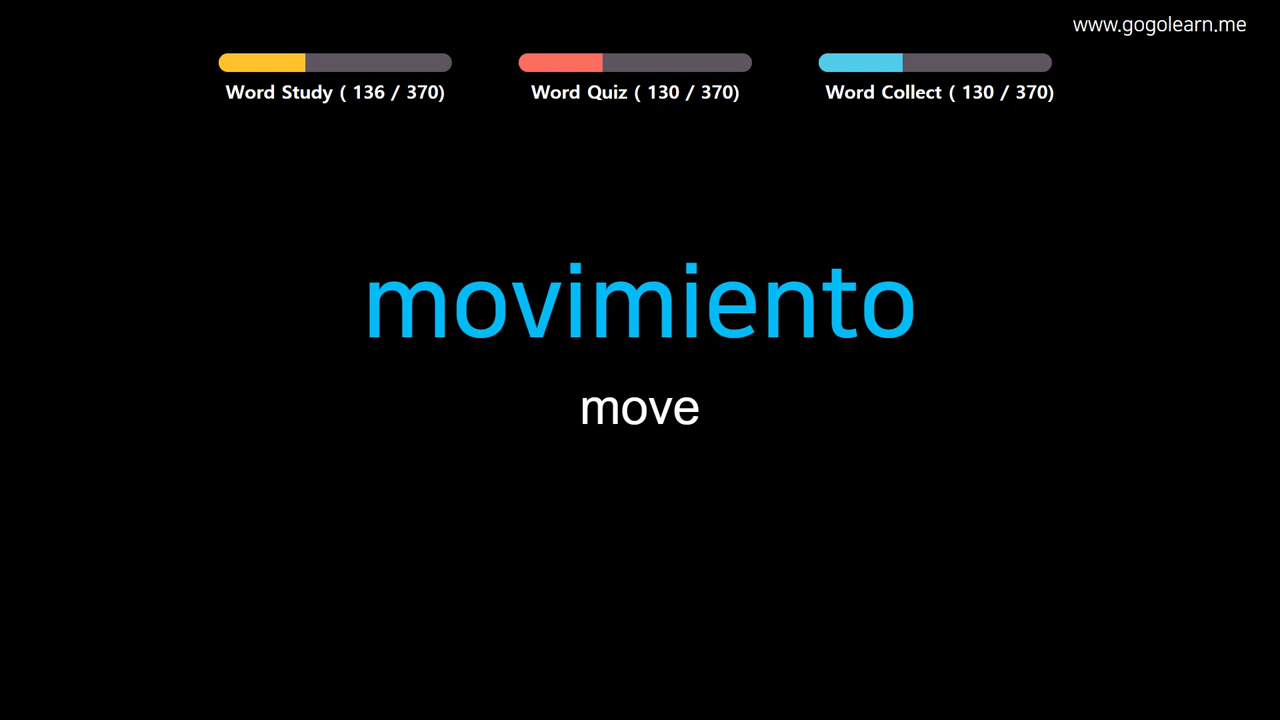 www.gogolearn.me
Word Study ( 136 / 370)
Word Quiz ( 130 / 370)
Word Collect ( 130 / 370)
movimiento
move